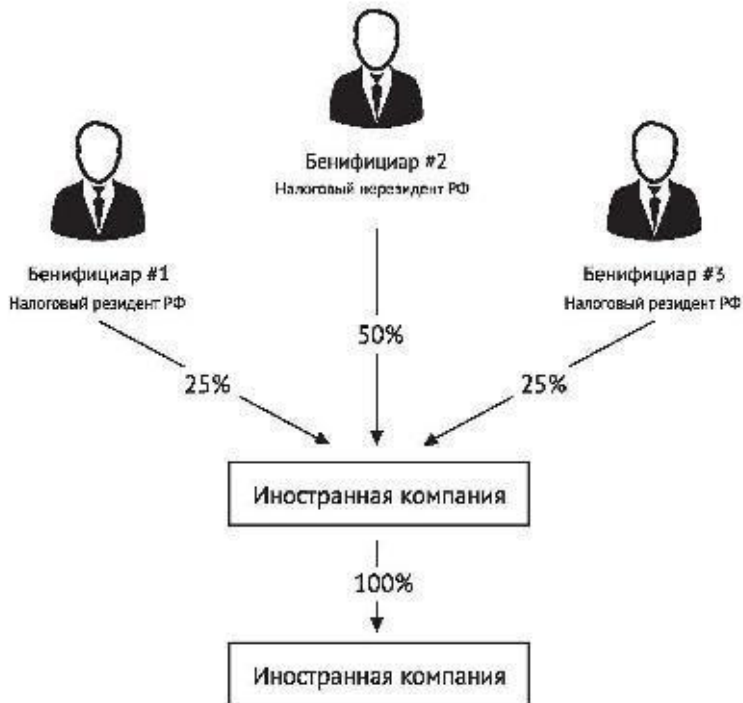 Бенифициар #2
Налоговый нерезидент РФ
Бенифициар #1
Налоговый резидент РФ
Бенифициар #3
Налоговый резидент РФ
50%
25%
25%
Иностранная компания
100%
Иностранная компания